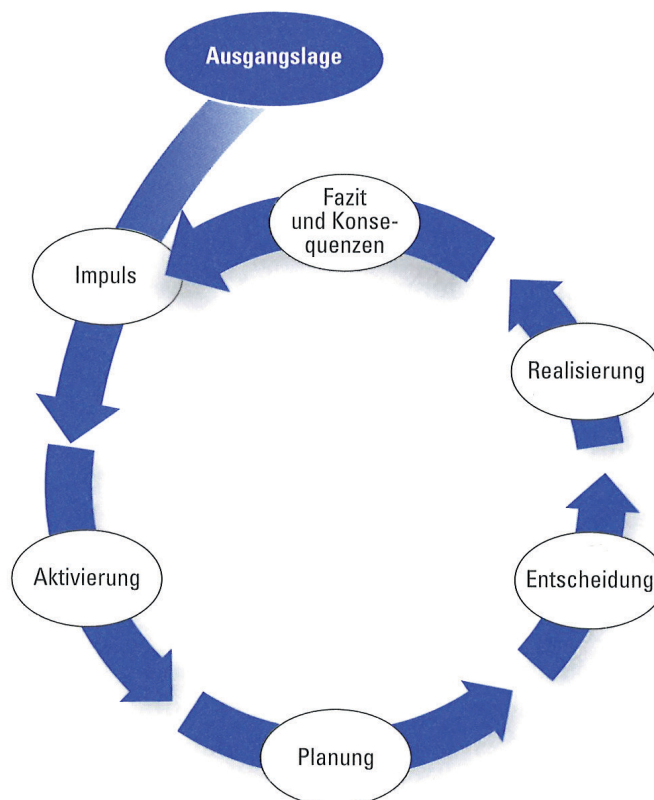 Ausgangslage
Fazit
und Konse-
quenzen
Impuls
Realisierung
Aktivierung
Entscheidung
Planung